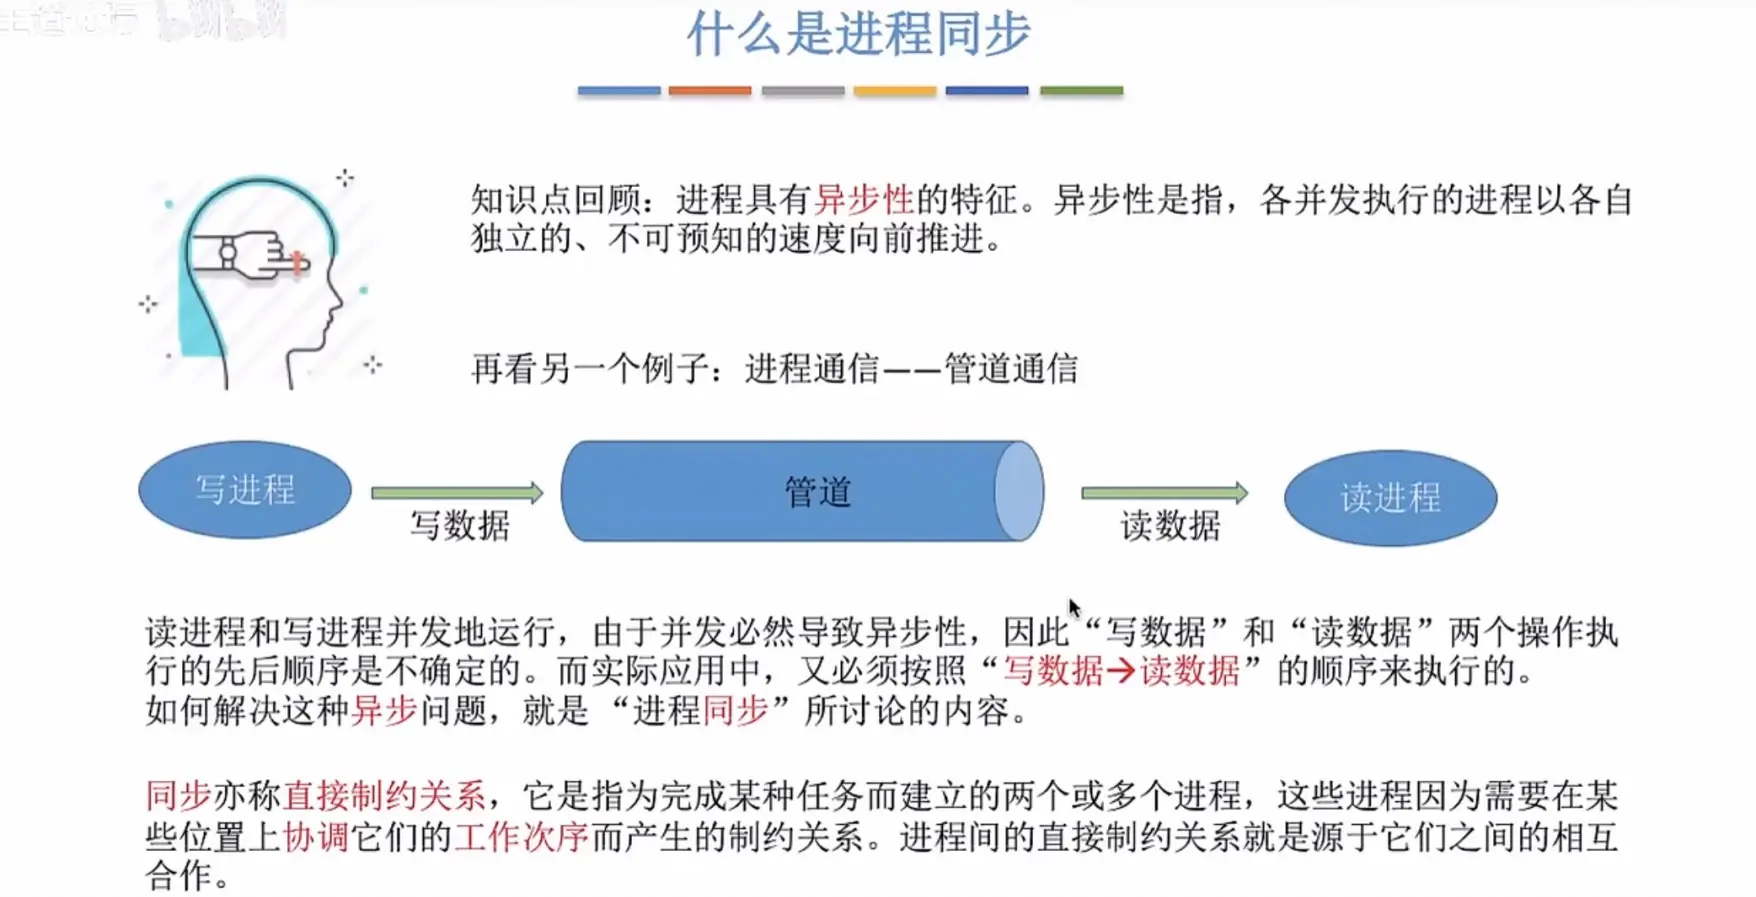 什么是进程同步
知识点回顾：进程具有异步性的特征。异步性是指，各并发执行的进程以各自
独立的、不可预知的速度向前推进。
再看另一个例子：进程通信——管道通信
写进程
写数据
管道
读数据
读进程
读进程和写进程并发地运行，由于并发必然导致异步性，因此“写数据”和“读数据”两个操作执
行的先后顺序是不确定的。而实际应用中，又必须按照“写数据→读数据”的顺序来执行的。
如何解决这种异步问题，就是“进程同步”所讨论的内容。
同步亦称直接制约关系，它是指为完成某种任务而建立的两个或多个进程，这些进程因为需要在某
些位置上协调它们的工作次序而产生的制约关系。进程间的直接制约关系就是源于它们之间的相互
合作。